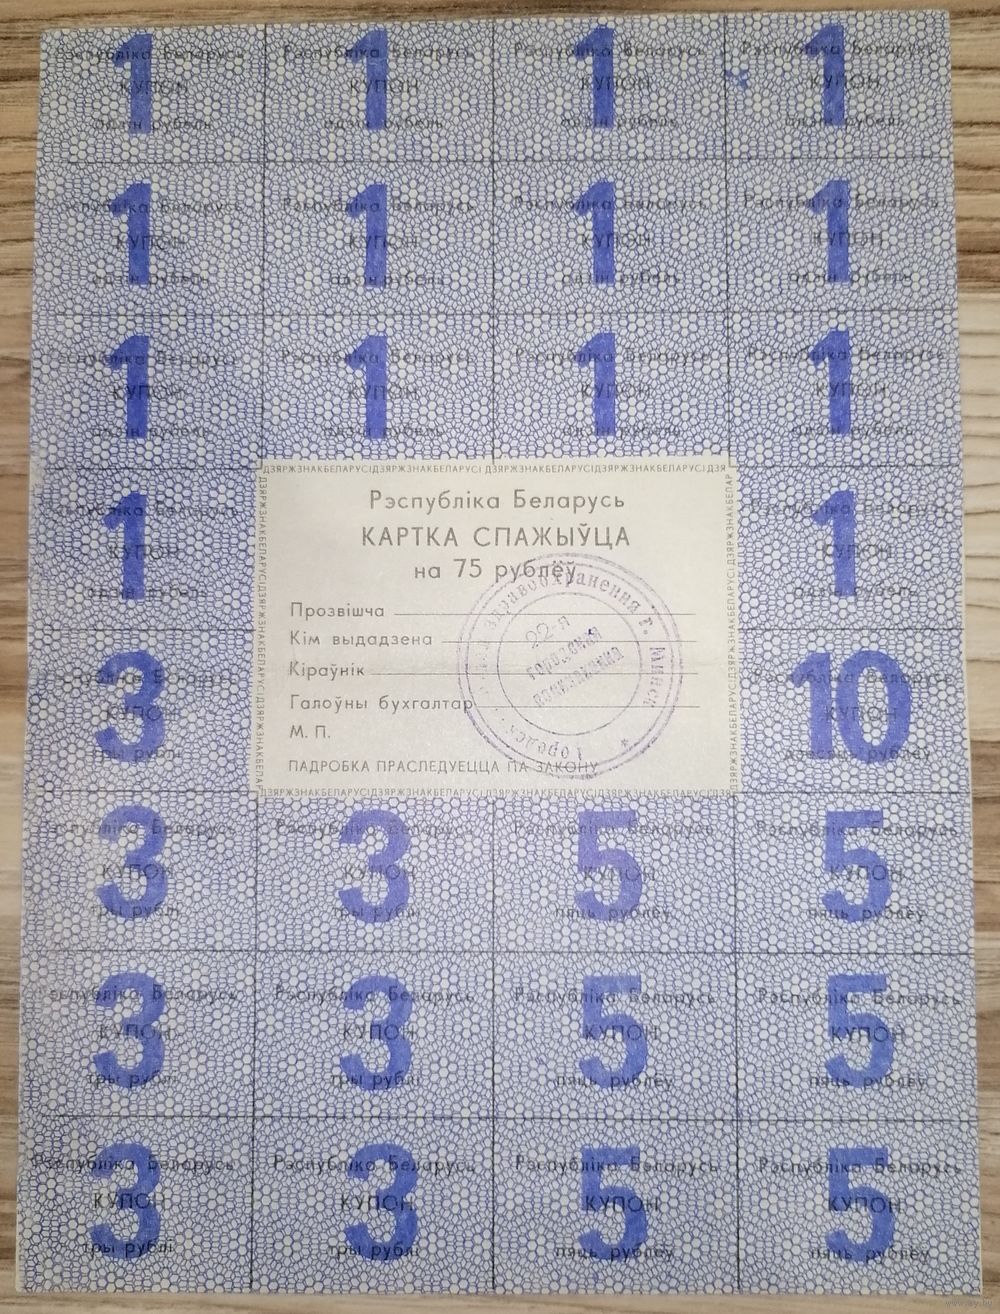 Рэспубліка Беларусь Рэспубліка Беларусь Рэспубліка Беларусь Рэспубліка Беларусь
1 1 1 1
КУПОН КУПОН КУПОН КУПОН
адзін рубель адзін рубель адзін рубель адзін рубель
Рэспубліка Беларусь Рэспубліка Беларусь Рэспубліка Беларусь Рэспубліка Беларусь
1 1 1 1
КУПОН КУПОН КУПОН КУПОН
адзін рубель адзін рубель адзін рубель адзін рубель
Рэспубліка Беларусь Рэспубліка Беларусь Рэспубліка Беларусь Рэспубліка Беларусь
1 1 1 1
КУПОН КУПОН КУПОН КУПОН
адзін рубель адзін рубель адзін рубель адзін рубель
Рэспубліка Беларусь
1
КУПОН
адзін рубель
Рэспубліка Беларусь
3
КУПОН
тры рублі
ДЗЯРЖЗНАКБЕЛАРУСІДЗЯРЖЗНАКБЕЛАРУСІДЗЯРЖЗНАКБЕЛАРУСІДЗЯРЖЗНАКБЕЛАРУСІДЗЯ
Рэспубліка Беларусь
КАРТКА СПАЖЫЎЦА
на 75 рублёў
Прозвішча
Кім выдадзена
Кіраўнік
Галоўны бухгалтар
М. П.
ПАДРОБКА ПРАСЛЕДУЕЦЦА ПА ЗАКОНУ
здравоохранения г. Минск
22-я
городская
поликлиника
Рэспубліка Беларусь
1
КУПОН
адзін рубель
Рэспубліка Беларусь
10
КУПОН
дзесяць рублёў
Рэспубліка Беларусь Рэспубліка Беларусь Рэспубліка Беларусь Рэспубліка Беларусь
3 3 5 5
КУПОН КУПОН КУПОН КУПОН
тры рублі тры рублі пяць рублёў пяць рублёў
Рэспубліка Беларусь Рэспубліка Беларусь Рэспубліка Беларусь Рэспубліка Беларусь
3 3 5 5
КУПОН КУПОН КУПОН КУПОН
тры рублі тры рублі пяць рублёў пяць рублёў
Рэспубліка Беларусь Рэспубліка Беларусь Рэспубліка Беларусь Рэспубліка Беларусь
3 3 5 5
КУПОН КУПОН КУПОН КУПОН
тры рублі тры рублі пяць рублёў пяць рублёў